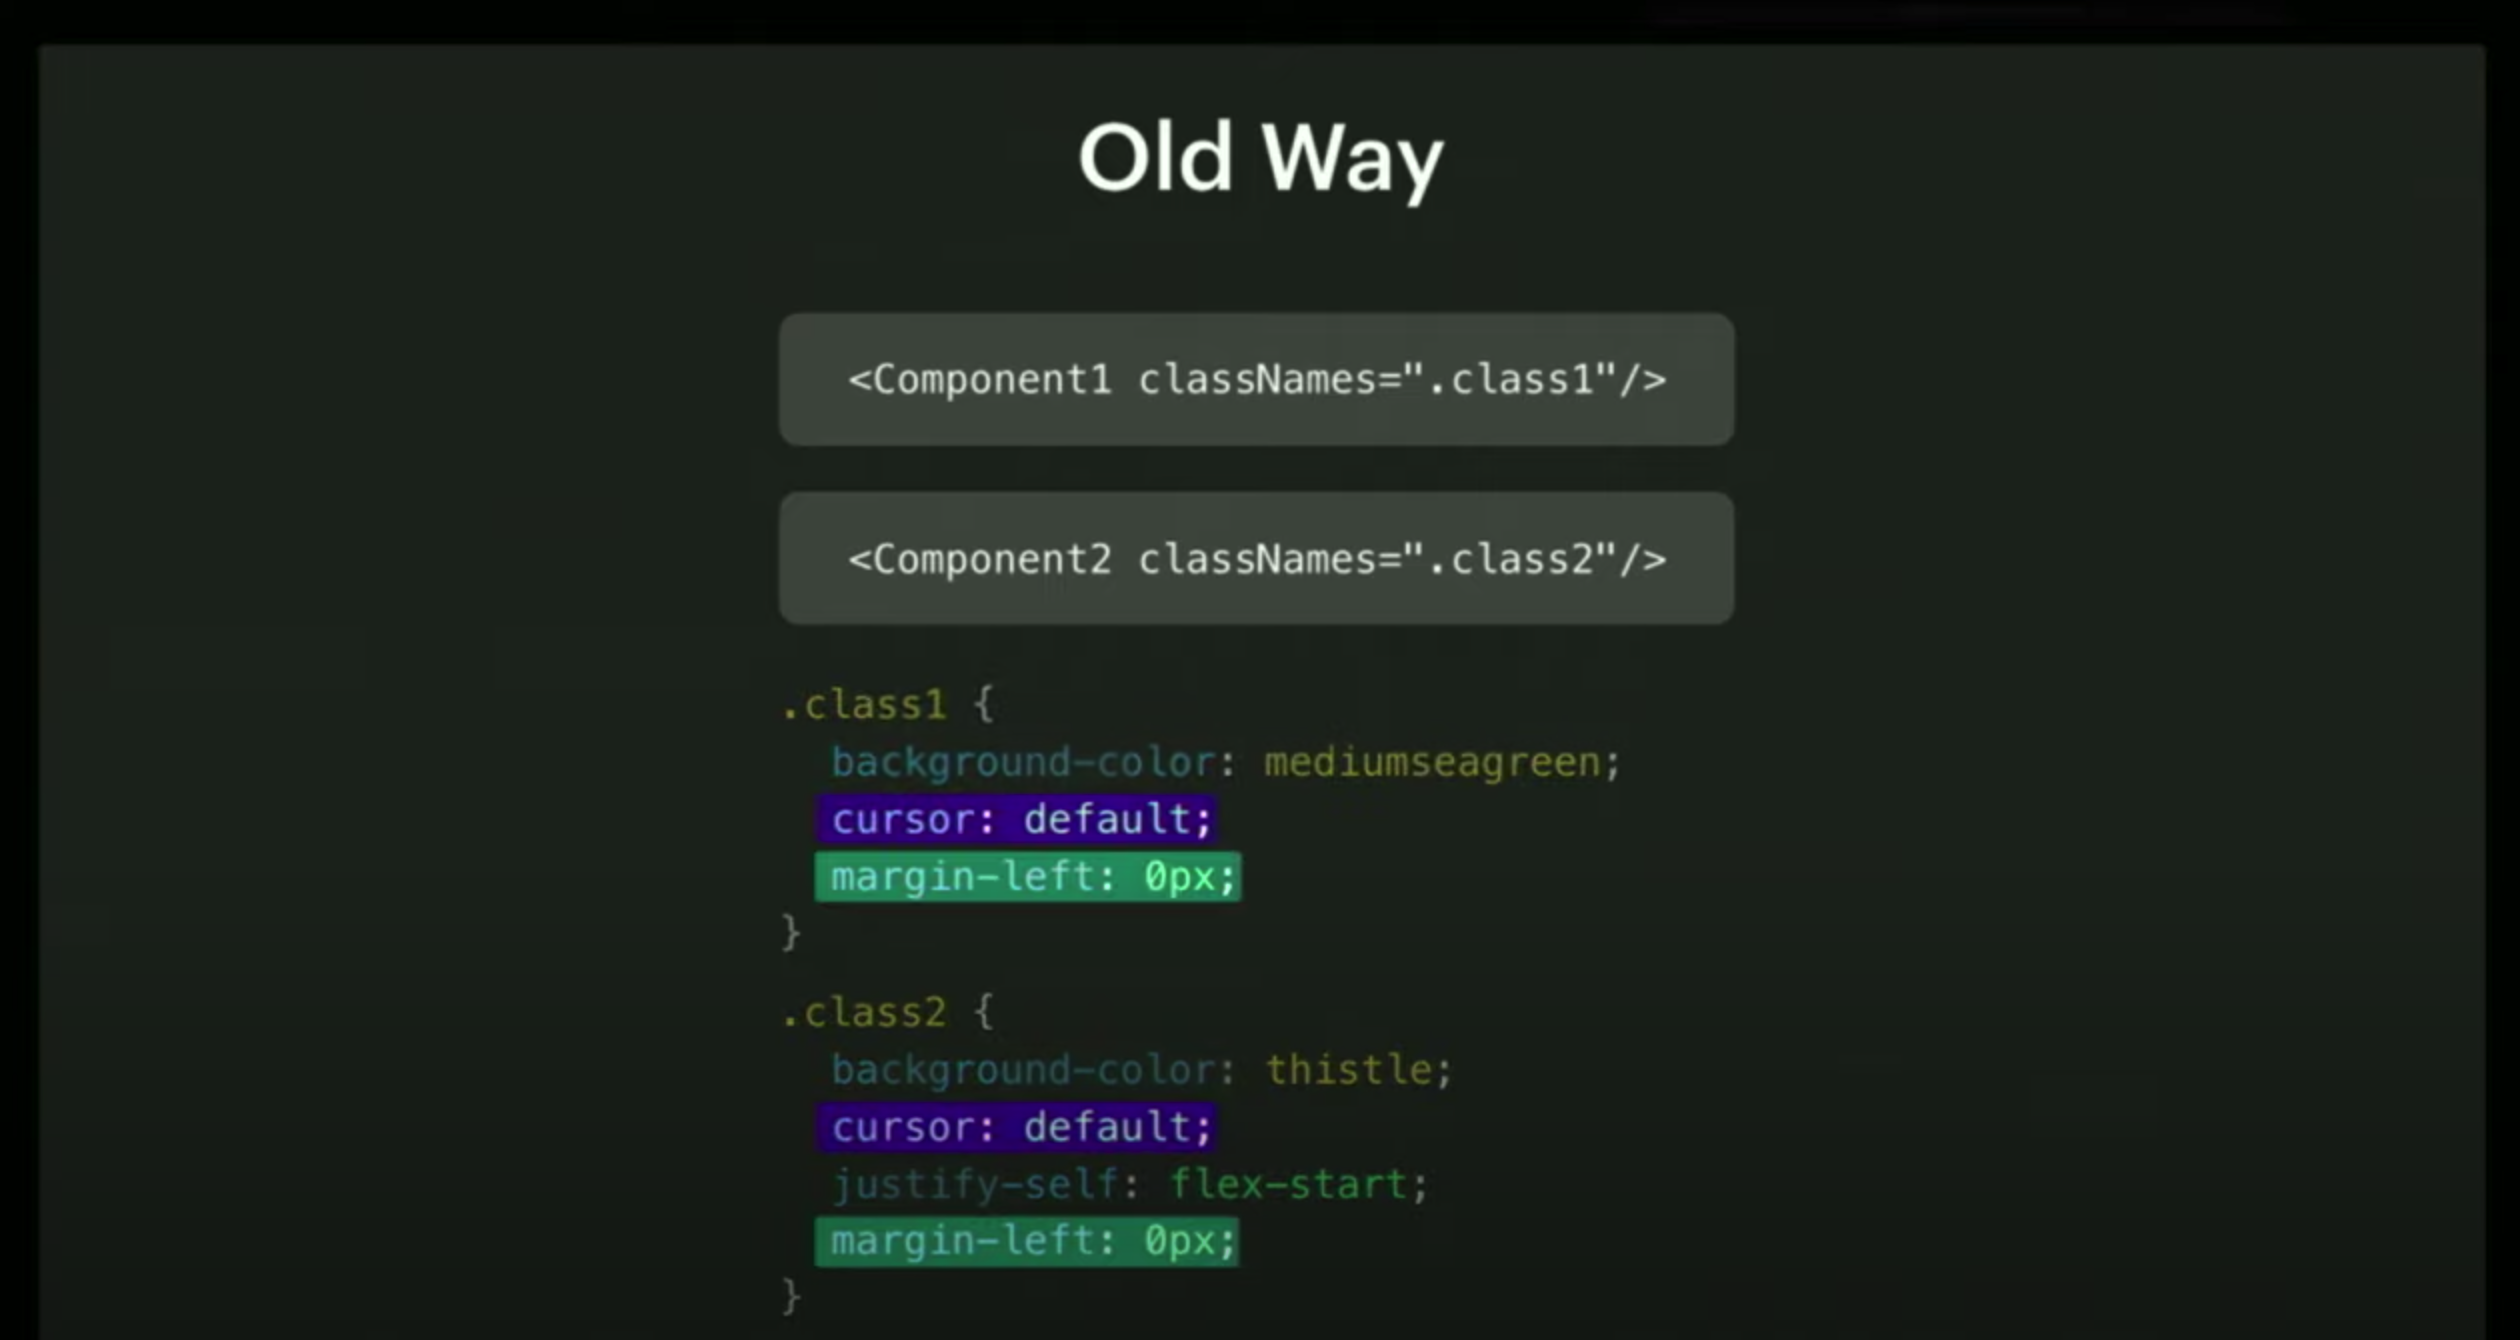 Old Way
<Component1 classNames=".class1"/>
<Component2 classNames=".class2"/>
.class1 {
background-color: mediumseagreen;
cursor: default;
margin-left: 0px;
}
.class2 {
background-color: thistle;
cursor: default;
justify-self: flex-start;
margin-left: 0px;
}